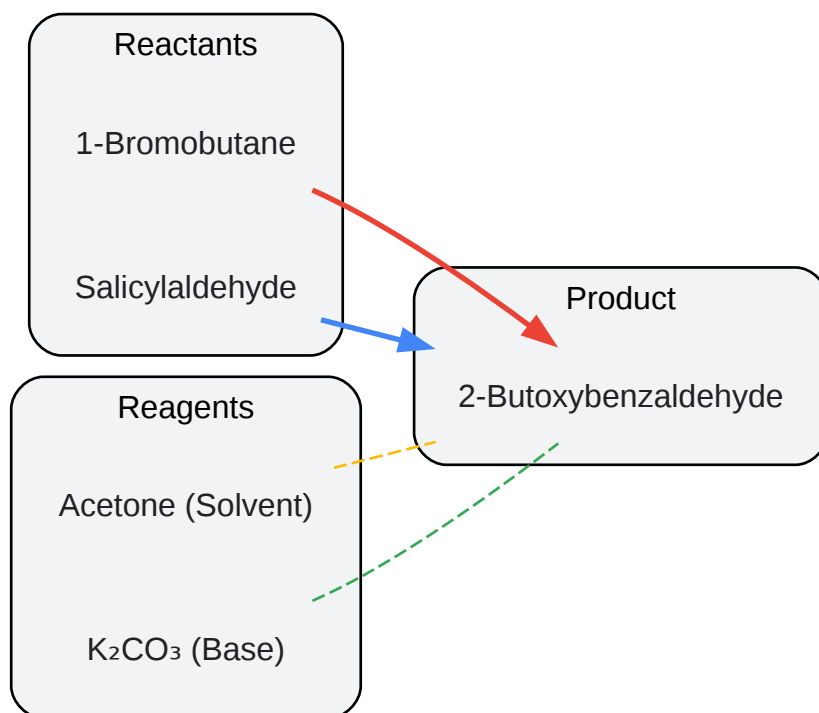 Reactants
1-Bromobutane
Salicylaldehyde
Product
2-Butoxybenzaldehyde
Reagents
Acetone (Solvent)
K₂CO₃ (Base)